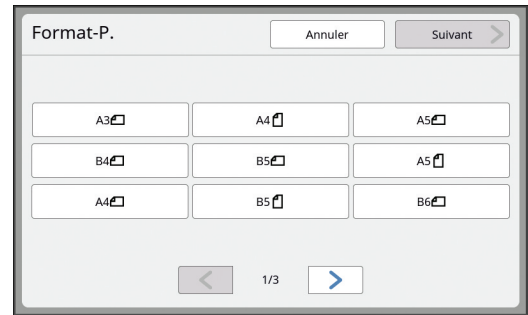 Format-P.
Annuler
Suivant
A3
A4
A5
B4
B5
A5
A4
B5
B6
1/3